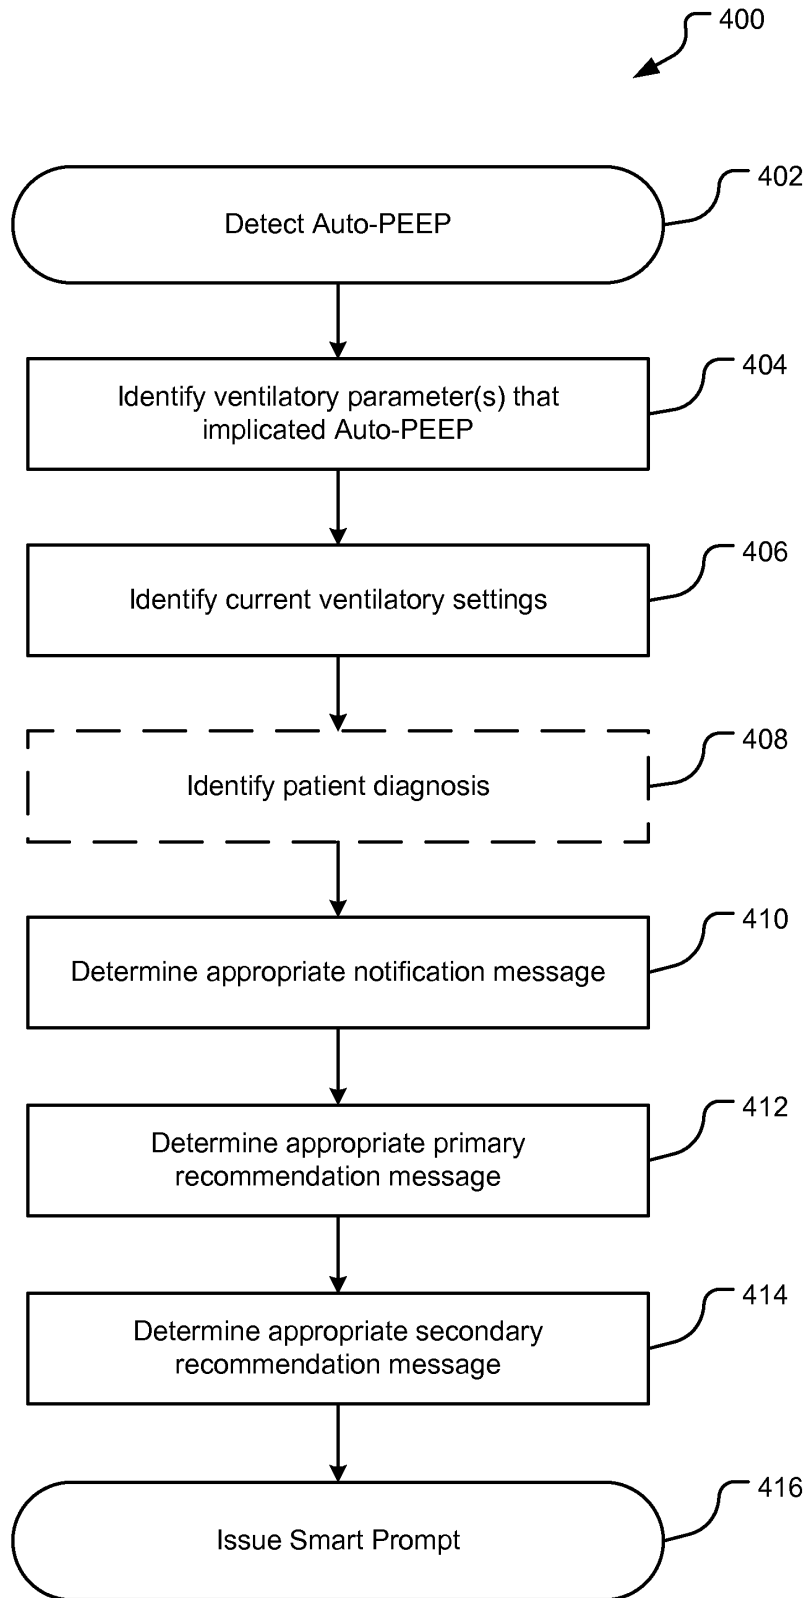 400
402
Detect Auto-PEEP
404
Identify ventilatory parameter(s) that
implicated Auto-PEEP
406
Identify current ventilatory settings
408
Identify patient diagnosis
410
Determine appropriate notification message
412
Determine appropriate primary
recommendation message
414
Determine appropriate secondary
recommendation message
416
Issue Smart Prompt